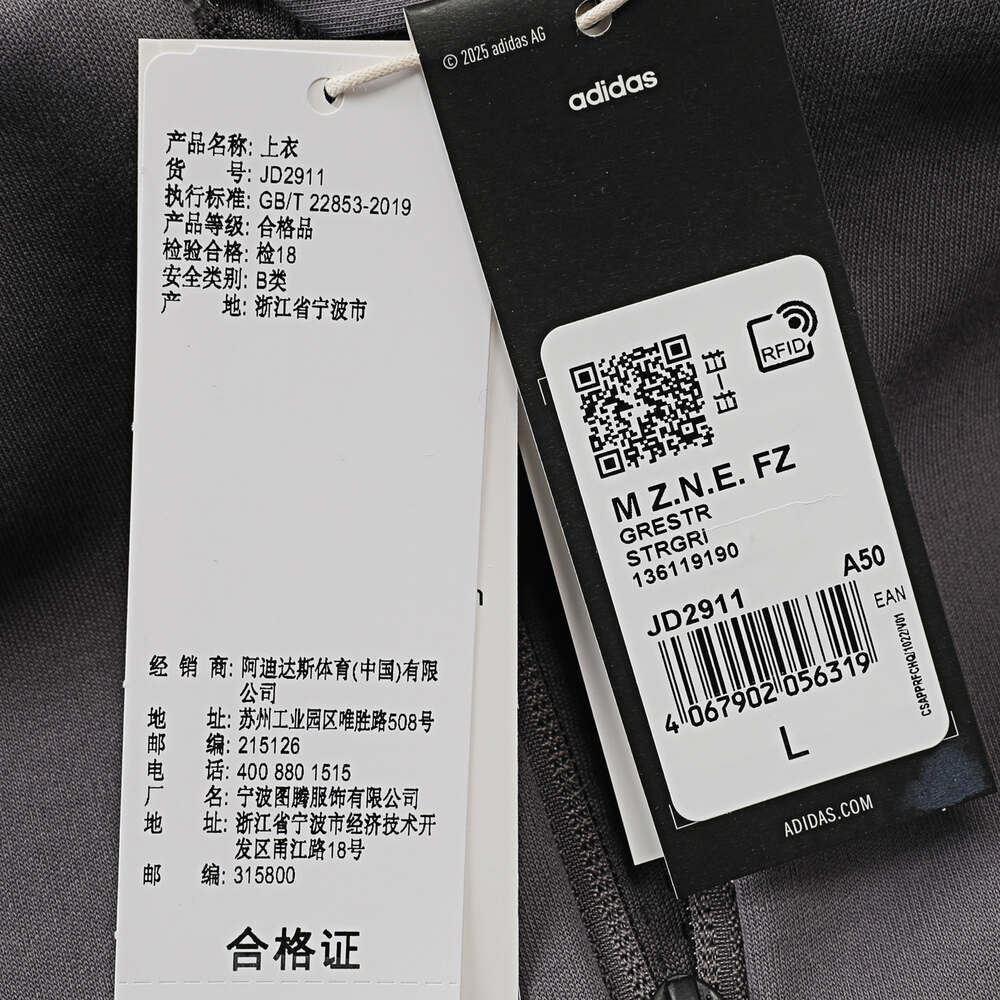 产品名称: 上衣
货 号: JD2911
执行标准: GB/T 22853-2019
产品等级: 合格品
检验合格: 检18
安全类别: B类
产 地: 浙江省宁波市
经 销 商: 阿迪达斯体育(中国)有限
公司
地 址: 苏州工业园区唯胜路508号
邮 编: 215126
电 话: 400 880 1515
厂 名: 宁波图腾服饰有限公司
地 址: 浙江省宁波市经济技术开
发区甬江路18号
邮 编: 315800
合格证
© 2025 adidas AG
adidas
RFID
扫一扫
M Z.N.E. FZ
GRESTR
STRGRI
136119190
A50
JD2911
EAN
4 067902 056319
CSAPPRFCHQ/1022/V01
L
ADIDAS.COM